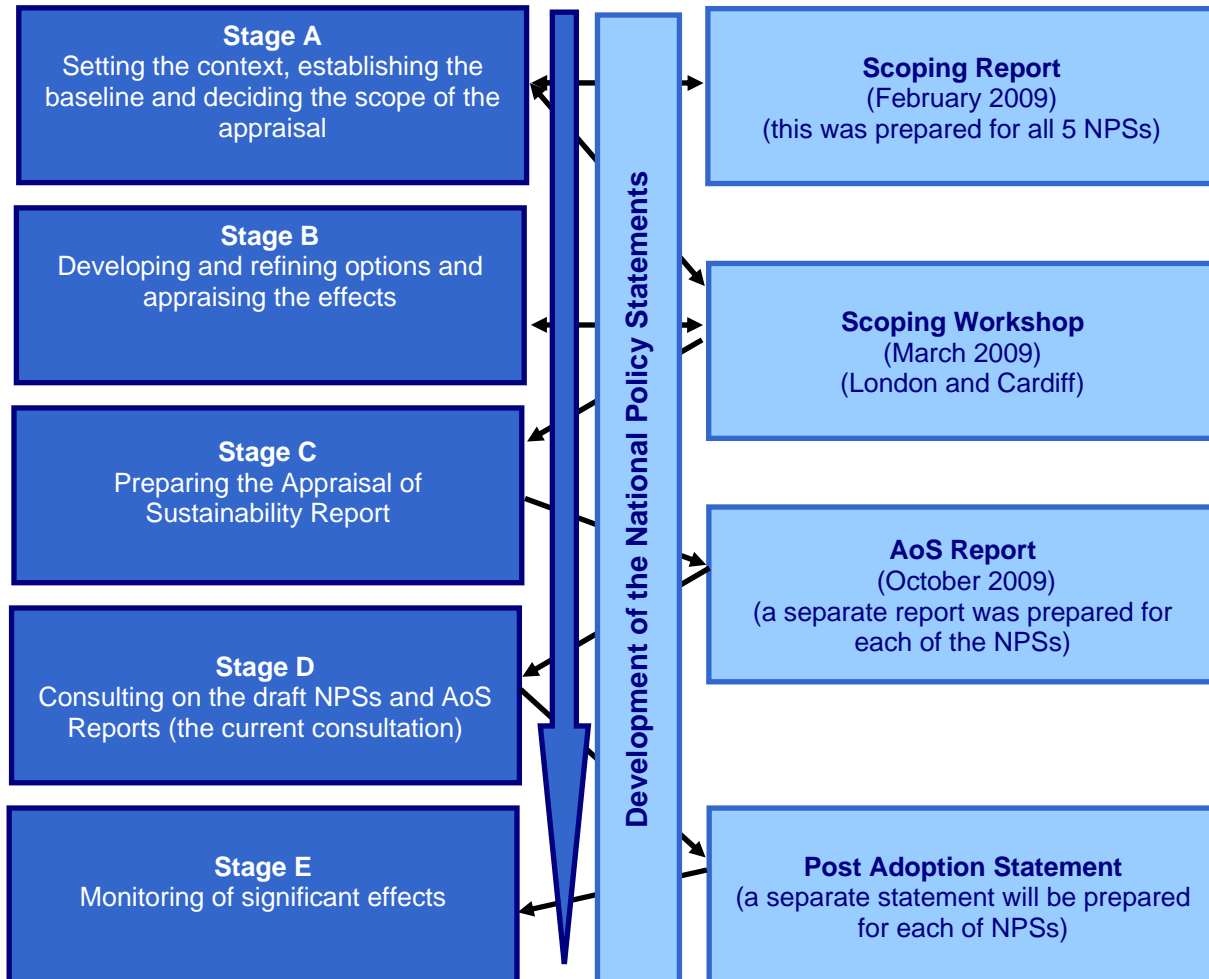 Stage A
Setting the context, establishing the
baseline and deciding the scope of the
appraisal
Stage B
Developing and refining options and
appraising the effects
Stage C
Preparing the Appraisal of
Sustainability Report
Stage D
Consulting on the draft NPSs and AoS
Reports (the current consultation)
Stage E
Monitoring of significant effects
Development of the National Policy Statements
Scoping Report
(February 2009)
(this was prepared for all 5 NPSs)
Scoping Workshop
(March 2009)
(London and Cardiff)
AoS Report
(October 2009)
(a separate report was prepared for
each of the NPSs)
Post Adoption Statement
(a separate statement will be prepared
for each of NPSs)